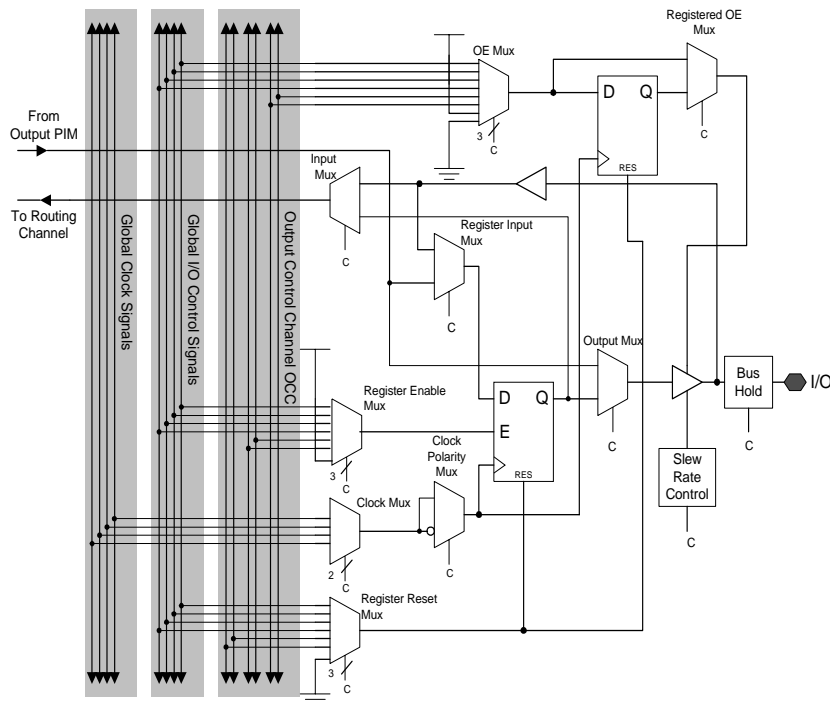 Registered OE
Mux
OE Mux
D
Q
RES
3
C
C
From
Output PIM
To Routing
Channel
Input
Mux
C
Register Input
Mux
C
Global Clock Signals
Global I/O Control Signals
Output Control Channel OCC
Output Mux
C
Bus
Hold
C
I/O
Slew
Rate
Control
C
Register Enable
Mux
3
C
D
Q
E
RES
Clock
Polarity
Mux
C
Clock Mux
2
C
Register Reset
Mux
3
C